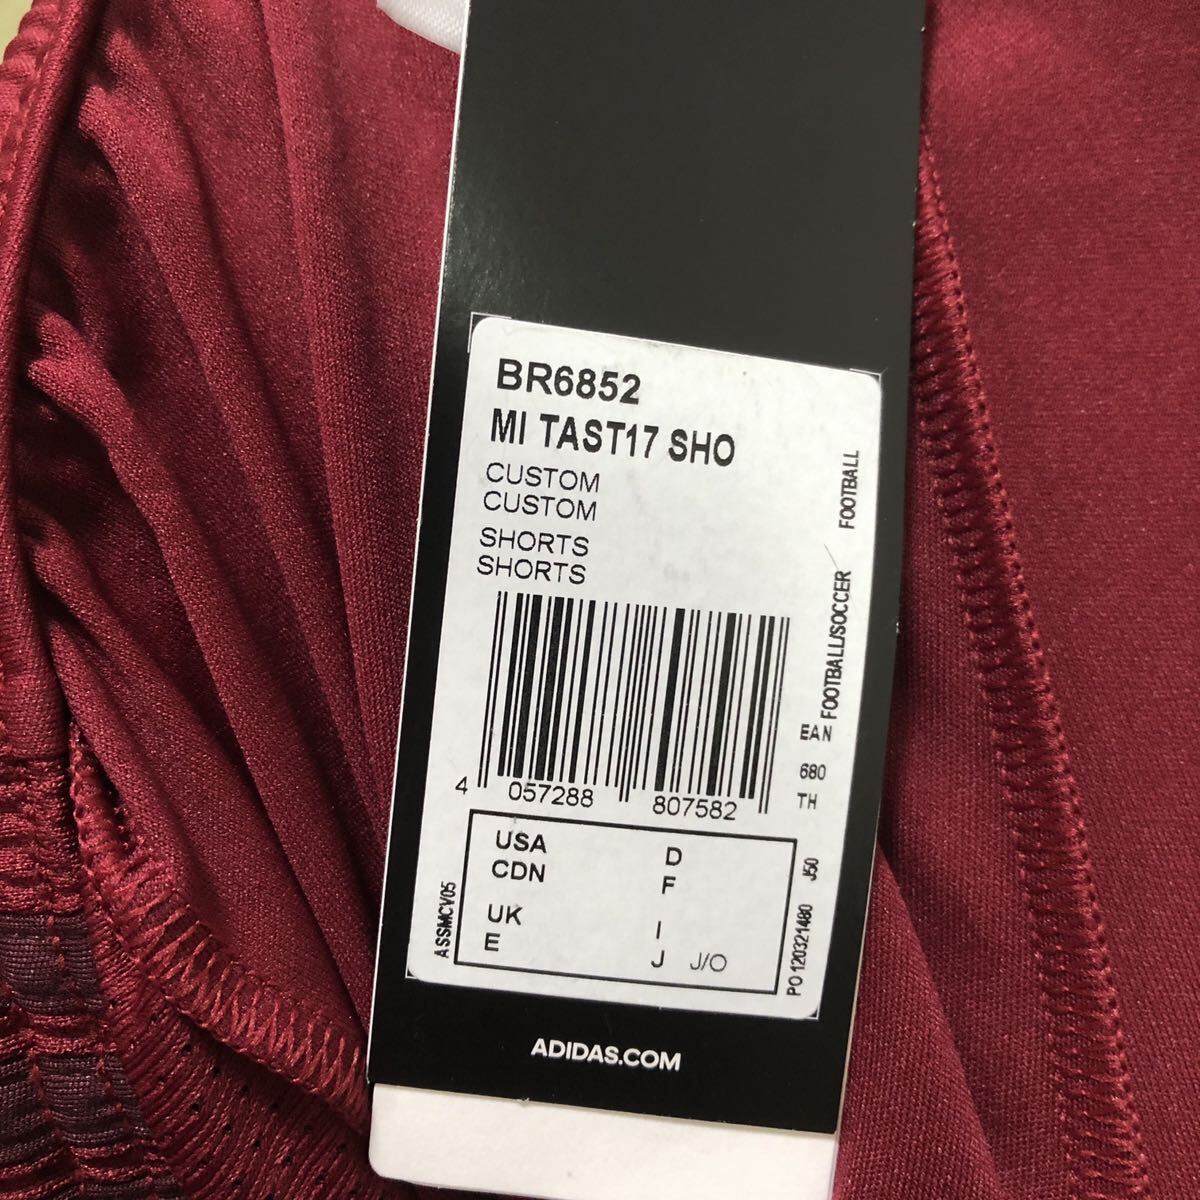 BR6852
MI TAST17 SHO
CUSTOM
CUSTOM
SHORTS
SHORTS
FOOTBALL/SOCCER FOOTBALL
4 057288 807582
EAN
680
TH
USA D
CDN F
UK I
E J J/O
ASSMCV05
PO 120321480 J50
ADIDAS.COM